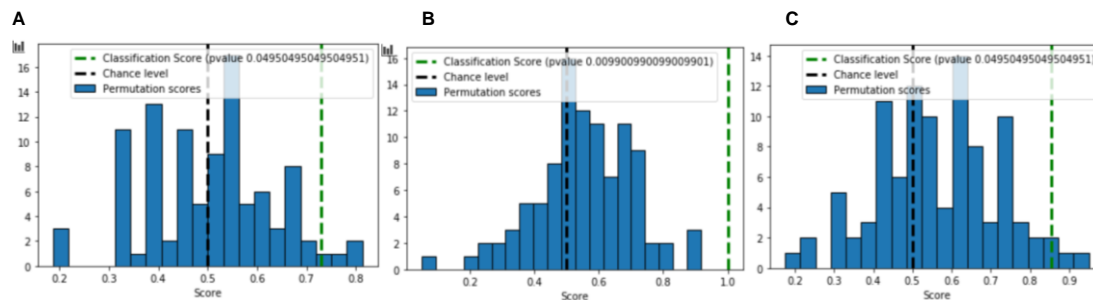 A
B
C
Classification Score (pvalue 0.04950495049504951)
Chance level
Permutation scores
16
14
12
10
8
6
4
2
0
0.2 0.3 0.4 0.5 0.6 0.7 0.8
Score
Classification Score (pvalue 0.009900990099009901)
Chance level
Permutation scores
16
14
12
10
8
6
4
2
0
0.2 0.4 0.6 0.8 1.0
Score
Classification Score (pvalue 0.04950495049504951)
Chance level
Permutation scores
14
12
10
8
6
4
2
0
0.2 0.3 0.4 0.5 0.6 0.7 0.8 0.9
Score